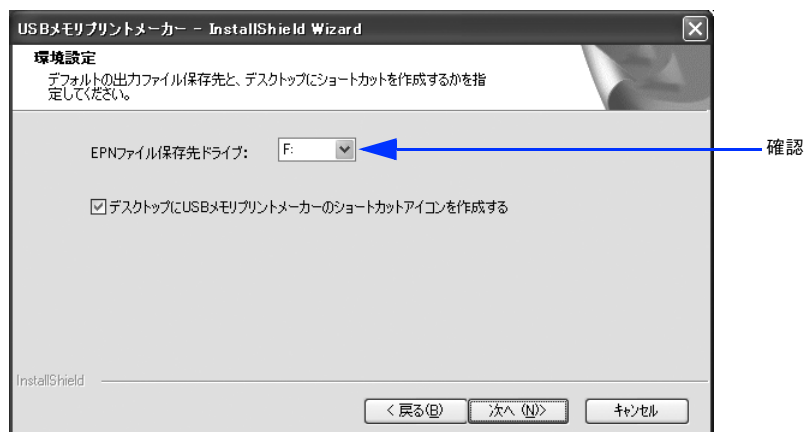 USBメモリプリントメーカー - InstallShield Wizard
環境設定
デフォルトの出力ファイル保存先と、デスクトップにショートカットを作成するかを指
定してください。
EPNファイル保存先ドライブ: F:
確認
デスクトップにUSBメモリプリントメーカーのショートカットアイコンを作成する
InstallShield
< 戻る(B) 次へ (N)> キャンセル